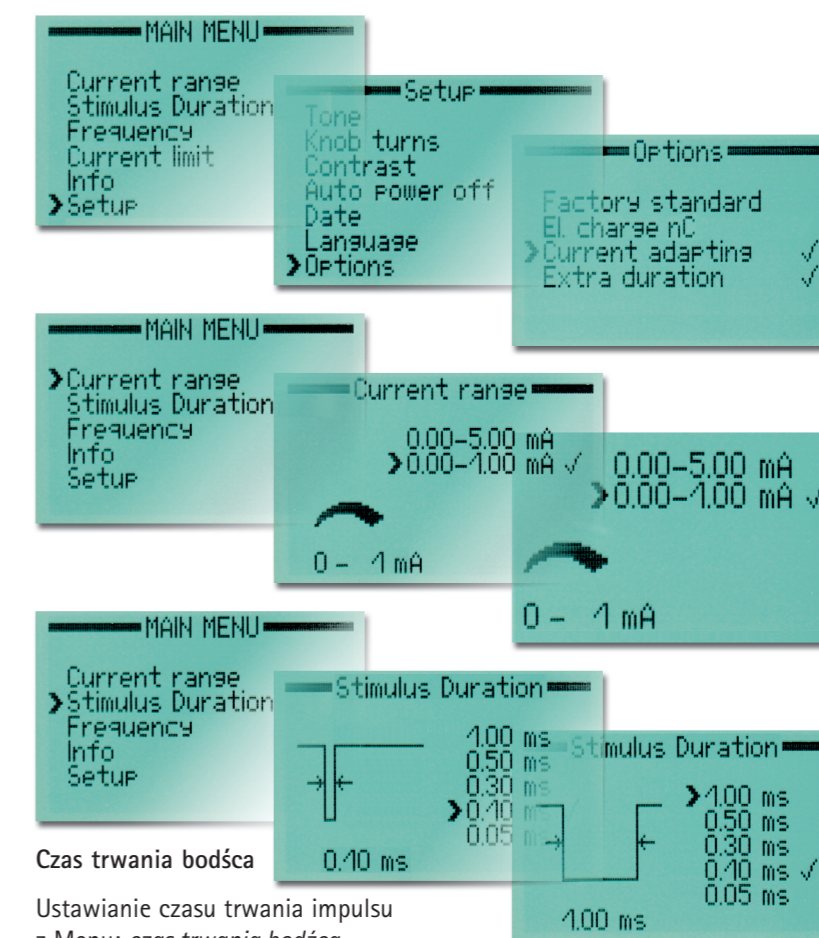 MAIN MENU
Current range
Stimulus Duration
Frequency
Current limit
Info
Setup
Setup
Tone
Knob turns
Contrast
Auto power off
Date
Language
Options
Options
Factory standard
El. charge nC
Current adapting ✓
Extra duration ✓
MAIN MENU
Current range
Stimulus Duration
Frequency
Info
Setup
Current range
0.00–5.00 mA
0.00–1.00 mA ✓
0 – 1 mA
0.00–5.00 mA
0.00–1.00 mA ✓
0 – 1 mA
MAIN MENU
Current range
Stimulus Duration
Frequency
Info
Setup
Stimulus Duration
1.00 ms
0.50 ms
0.30 ms
0.10 ms
0.05 ms
0.10 ms
Stimulus Duration
1.00 ms
0.50 ms
0.30 ms
0.10 ms ✓
0.05 ms
1.00 ms
Czas trwania bodśca
Ustawianie czasu trwania impulsu
z Menu: czas trwania bodźca